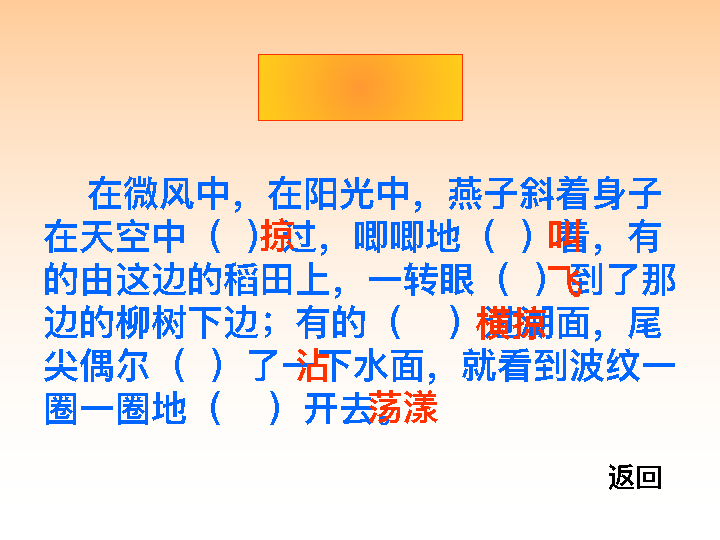 在微风中，在阳光中，燕子斜着身子
在天空中（ ）掠过，唧唧地（ ）叫着，有
的由这边的稻田上，一转眼（ ）飞到了那
边的柳树下边；有的（ ）横掠湖面，尾
尖偶尔（ ）了一沾下水面，就看到波纹一
圈一圈地（ ）开去。荡漾
返回